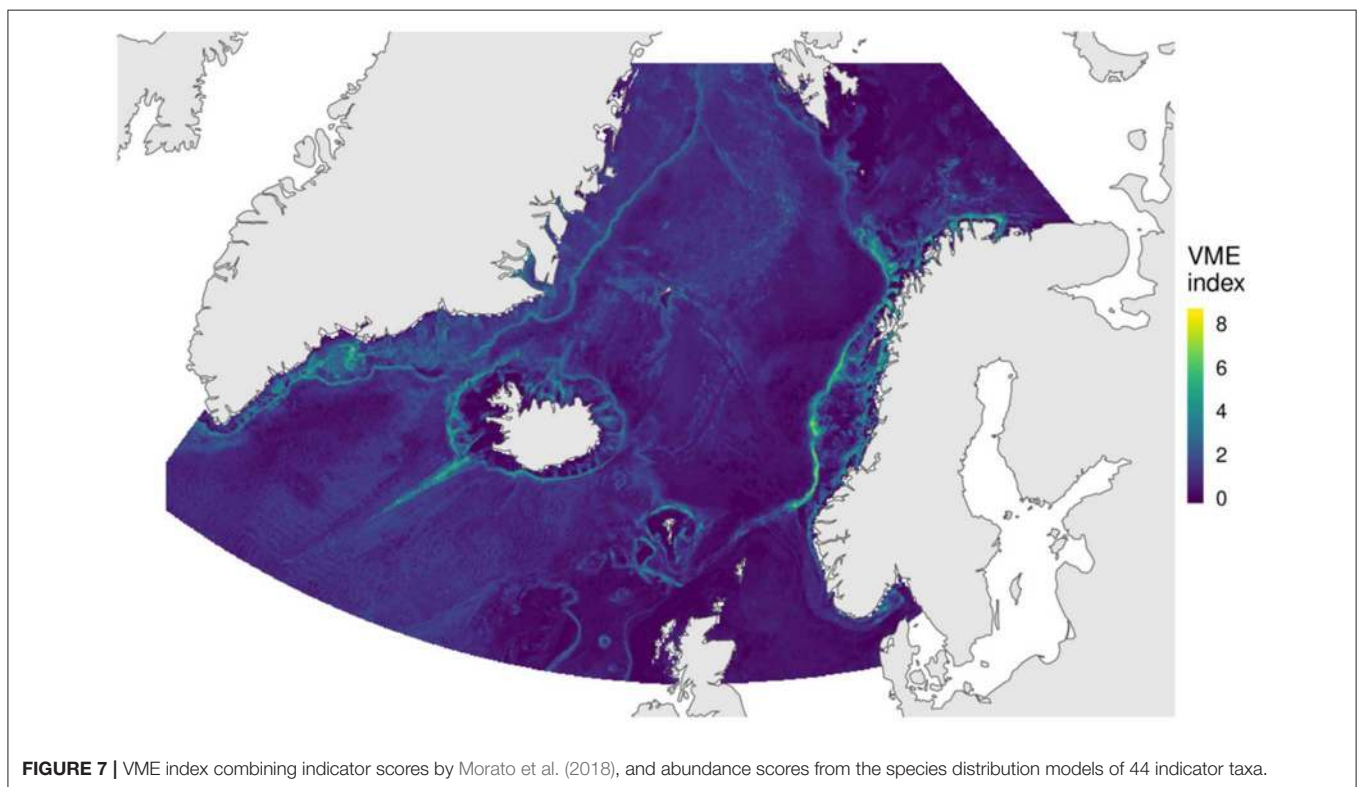 VME
index
8
6
4
2
0
FIGURE 7 | VME index combining indicator scores by Morato et al. (2018), and abundance scores from the species distribution models of 44 indicator taxa.